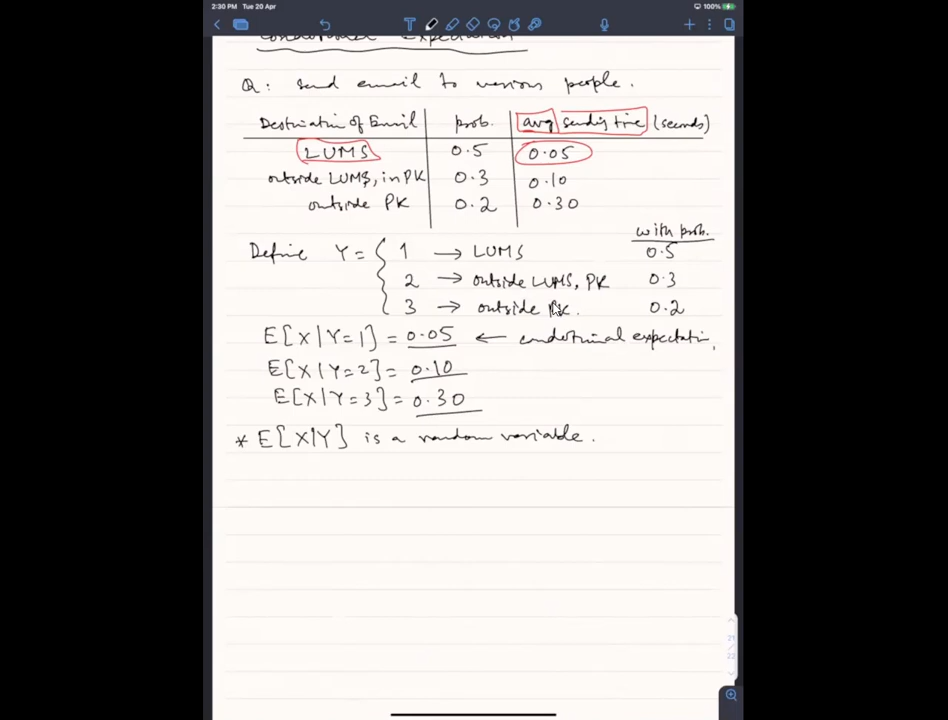 2:30 PM Tue 20 Apr 100%
Conditional Expectation
Q: send email to various people.
Destination of Email prob. avg sending time (seconds)
LUMS 0.5 0.05
outside LUMS, in PK 0.3 0.10
outside PK 0.2 0.30
with prob.
Define Y = { 1 → LUMS 0.5
2 → outside LUMS, PK 0.3
3 → outside PK. 0.2
E[X|Y=1] = 0.05 ← conditional expectation,
E[X|Y=2] = 0.10
E[X|Y=3] = 0.30
* E[X|Y] is a random variable.